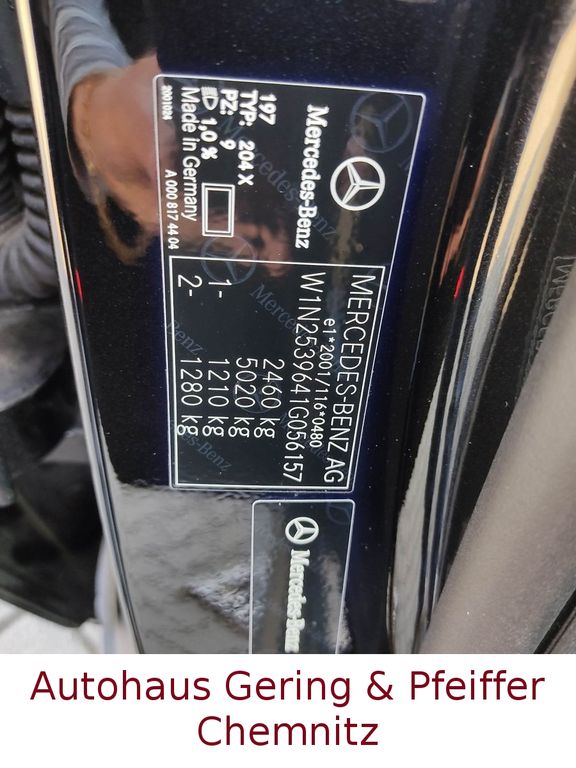 Mercedes-Benz
197
TYP: 204 X
PZ: 9
1,0 %
Made in Germany
2001026
A 000 817 44 04
MERCEDES-BENZ AG
e1*2001/116*0480
W1N2539641G056157
2460 kg
5020 kg
1- 1210 kg
2- 1280 kg
Mercedes-Benz
Autohaus Gering & Pfeiffer
Chemnitz